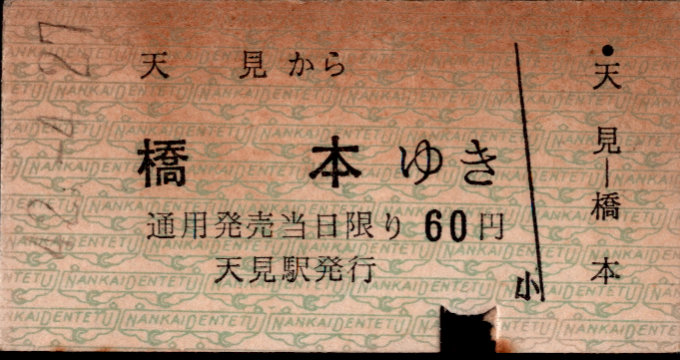 天見から
橋本ゆき
通用発売当日限り 60円
天見駅発行
小
●天見―橋本
NANKAIDENTETU